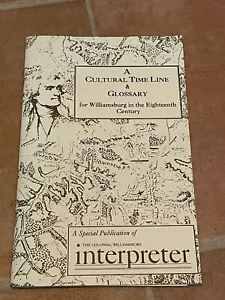 A
CULTURAL TIME LINE
&
GLOSSARY
for Williamsburg in the Eighteenth
Century
A Special Publication of
THE COLONIAL WILLIAMSBURG
interpreter